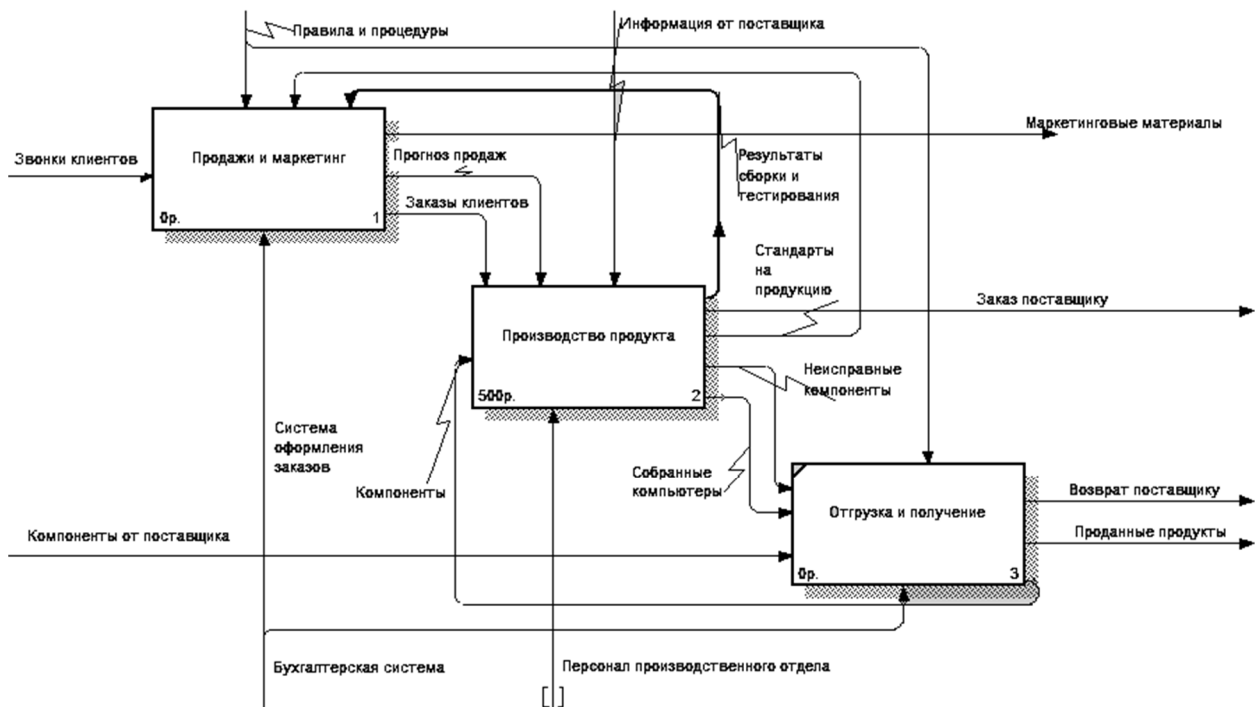 Правила и процедуры
Информация от поставщика
Маркетинговые материалы
Звонки клиентов
Продажи и маркетинг
0р.
1
Прогноз продаж
Заказы клиентов
Результаты
сборки и
тестирования
Стандарты
на
продукцию
Заказ поставщику
Производство продукта
500р.
2
Неисправные
компоненты
Система
оформления
заказов
Компоненты
Собранные
компьютеры
Отгрузка и получение
0р.
3
Возврат поставщику
Проданные продукты
Компоненты от поставщика
Бухгалтерская система
Персонал производственного отдела